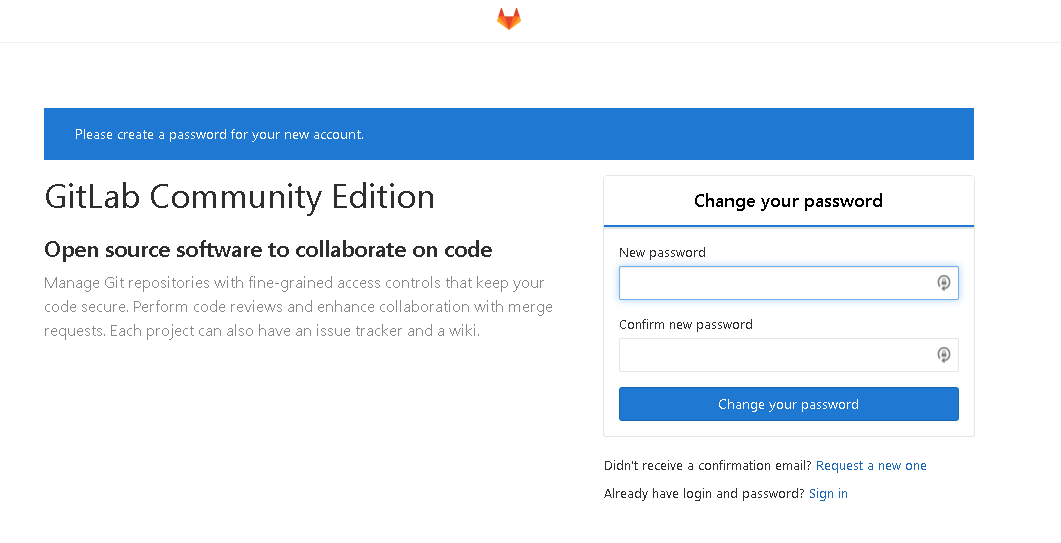 Please create a password for your new account.
GitLab Community Edition
Open source software to collaborate on code
Manage Git repositories with fine-grained access controls that keep your
code secure. Perform code reviews and enhance collaboration with merge
requests. Each project can also have an issue tracker and a wiki.
Change your password
New password
Confirm new password
Change your password
Didn't receive a confirmation email? Request a new one
Already have login and password? Sign in